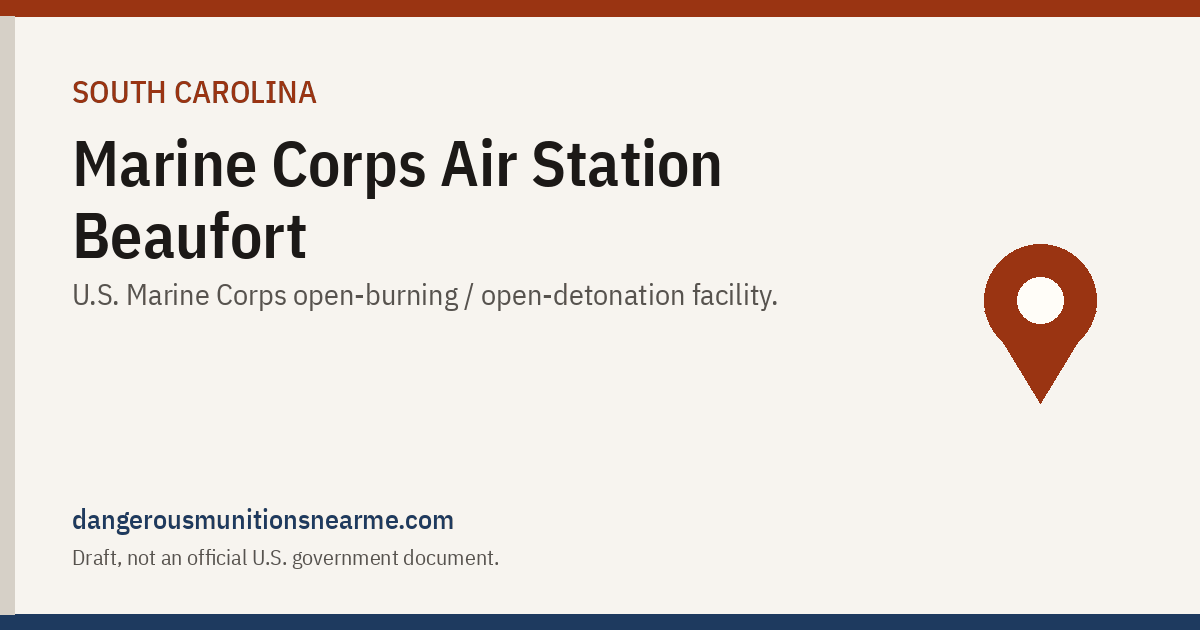 SOUTH CAROLINA
Marine Corps Air Station
Beaufort
U.S. Marine Corps open-burning / open-detonation facility.
dangerousmunitionsnearme.com
Draft, not an official U.S. government document.